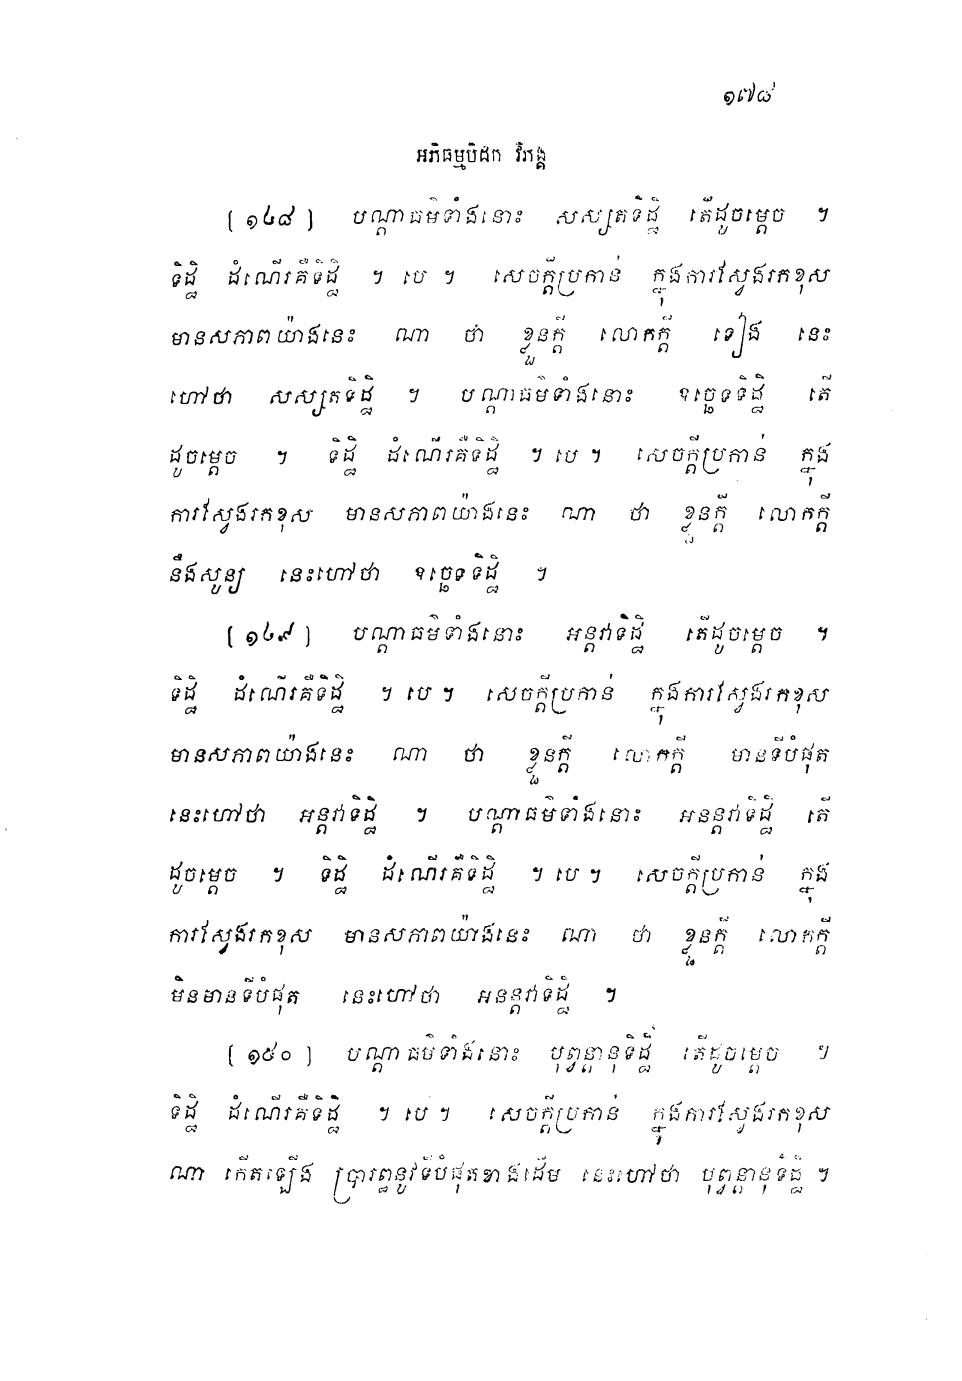 ១៧៨
អភិធម្មបិដក វិភង្គ
(១៤៨) បណ្តាធម៌ទាំងនោះ សស្សតទិដ្ឋិ តើដូចម្តេច ។
ទិដ្ឋិ ដំណើរគឺទិដ្ឋិ ។ បេ ។ សេចក្តីប្រកាន់ ក្នុងការស្វែងរកខុស
មានសភាពយ៉ាងនេះ ណា ថា ខ្លួនក្តី លោកក្តី ទៀង នេះ
ហៅថា សស្សតទិដ្ឋិ ។ បណ្តាធម៌ទាំងនោះ ឧច្ឆេទទិដ្ឋិ តើ
ដូចម្តេច ។ ទិដ្ឋិ ដំណើរគឺទិដ្ឋិ ។ បេ ។ សេចក្តីប្រកាន់ ក្នុង
ការស្វែងរកខុស មានសភាពយ៉ាងនេះ ណា ថា ខ្លួនក្តី លោកក្តី
នឹងសូន្យ នេះហៅថា ឧច្ឆេទទិដ្ឋិ ។
(១៤៩) បណ្តាធម៌ទាំងនោះ អន្តវាទិដ្ឋិ តើដូចម្តេច ។
ទិដ្ឋិ ដំណើរគឺទិដ្ឋិ ។ បេ ។ សេចក្តីប្រកាន់ ក្នុងការស្វែងរកខុស
មានសភាពយ៉ាងនេះ ណា ថា ខ្លួនក្តី លោកក្តី មានទីបំផុត
នេះហៅថា អន្តវាទិដ្ឋិ ។ បណ្តាធម៌ទាំងនោះ អនន្តវាទិដ្ឋិ តើ
ដូចម្តេច ។ ទិដ្ឋិ ដំណើរគឺទិដ្ឋិ ។ បេ ។ សេចក្តីប្រកាន់ ក្នុង
ការស្វែងរកខុស មានសភាពយ៉ាងនេះ ណា ថា ខ្លួនក្តី លោកក្តី
មិនមានទីបំផុត នេះហៅថា អនន្តវាទិដ្ឋិ ។
(១៥០) បណ្តាធម៌ទាំងនោះ បុព្វន្តានុទិដ្ឋិ តើដូចម្តេច ។
ទិដ្ឋិ ដំណើរគឺទិដ្ឋិ ។ បេ ។ សេចក្តីប្រកាន់ ក្នុងការស្វែងរកខុស
ណា កើតឡើង ប្រារព្ធនូវទីបំផុតខាងដើម នេះហៅថា បុព្វន្តានុទិដ្ឋិ ។